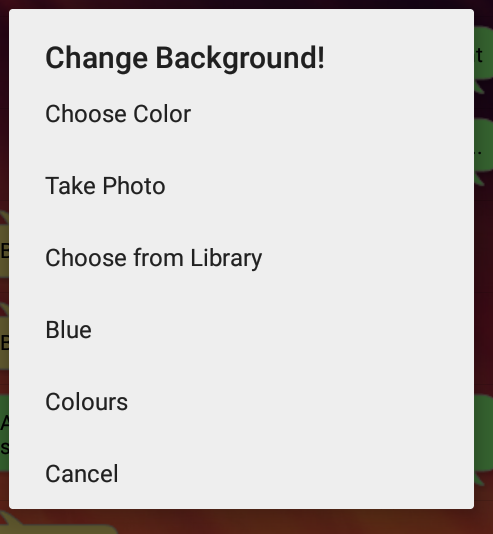 Change Background!
Choose Color
Take Photo
Choose from Library
Blue
Colours
Cancel